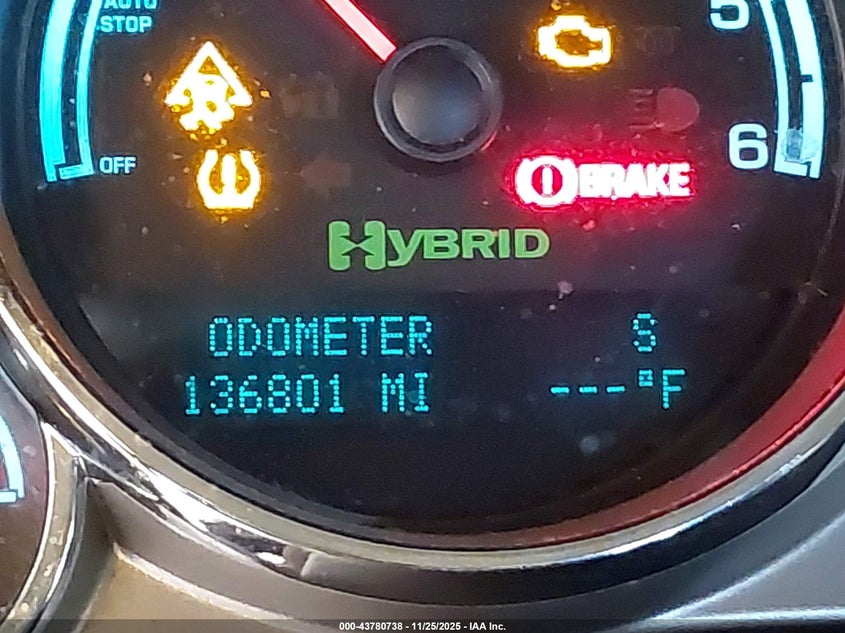 AUTO
STOP
5
OFF
6
BRAKE
HYBRID
ODOMETER S
136801 MI ---°F
000-43780738 - 11/25/2025 - IAA Inc.